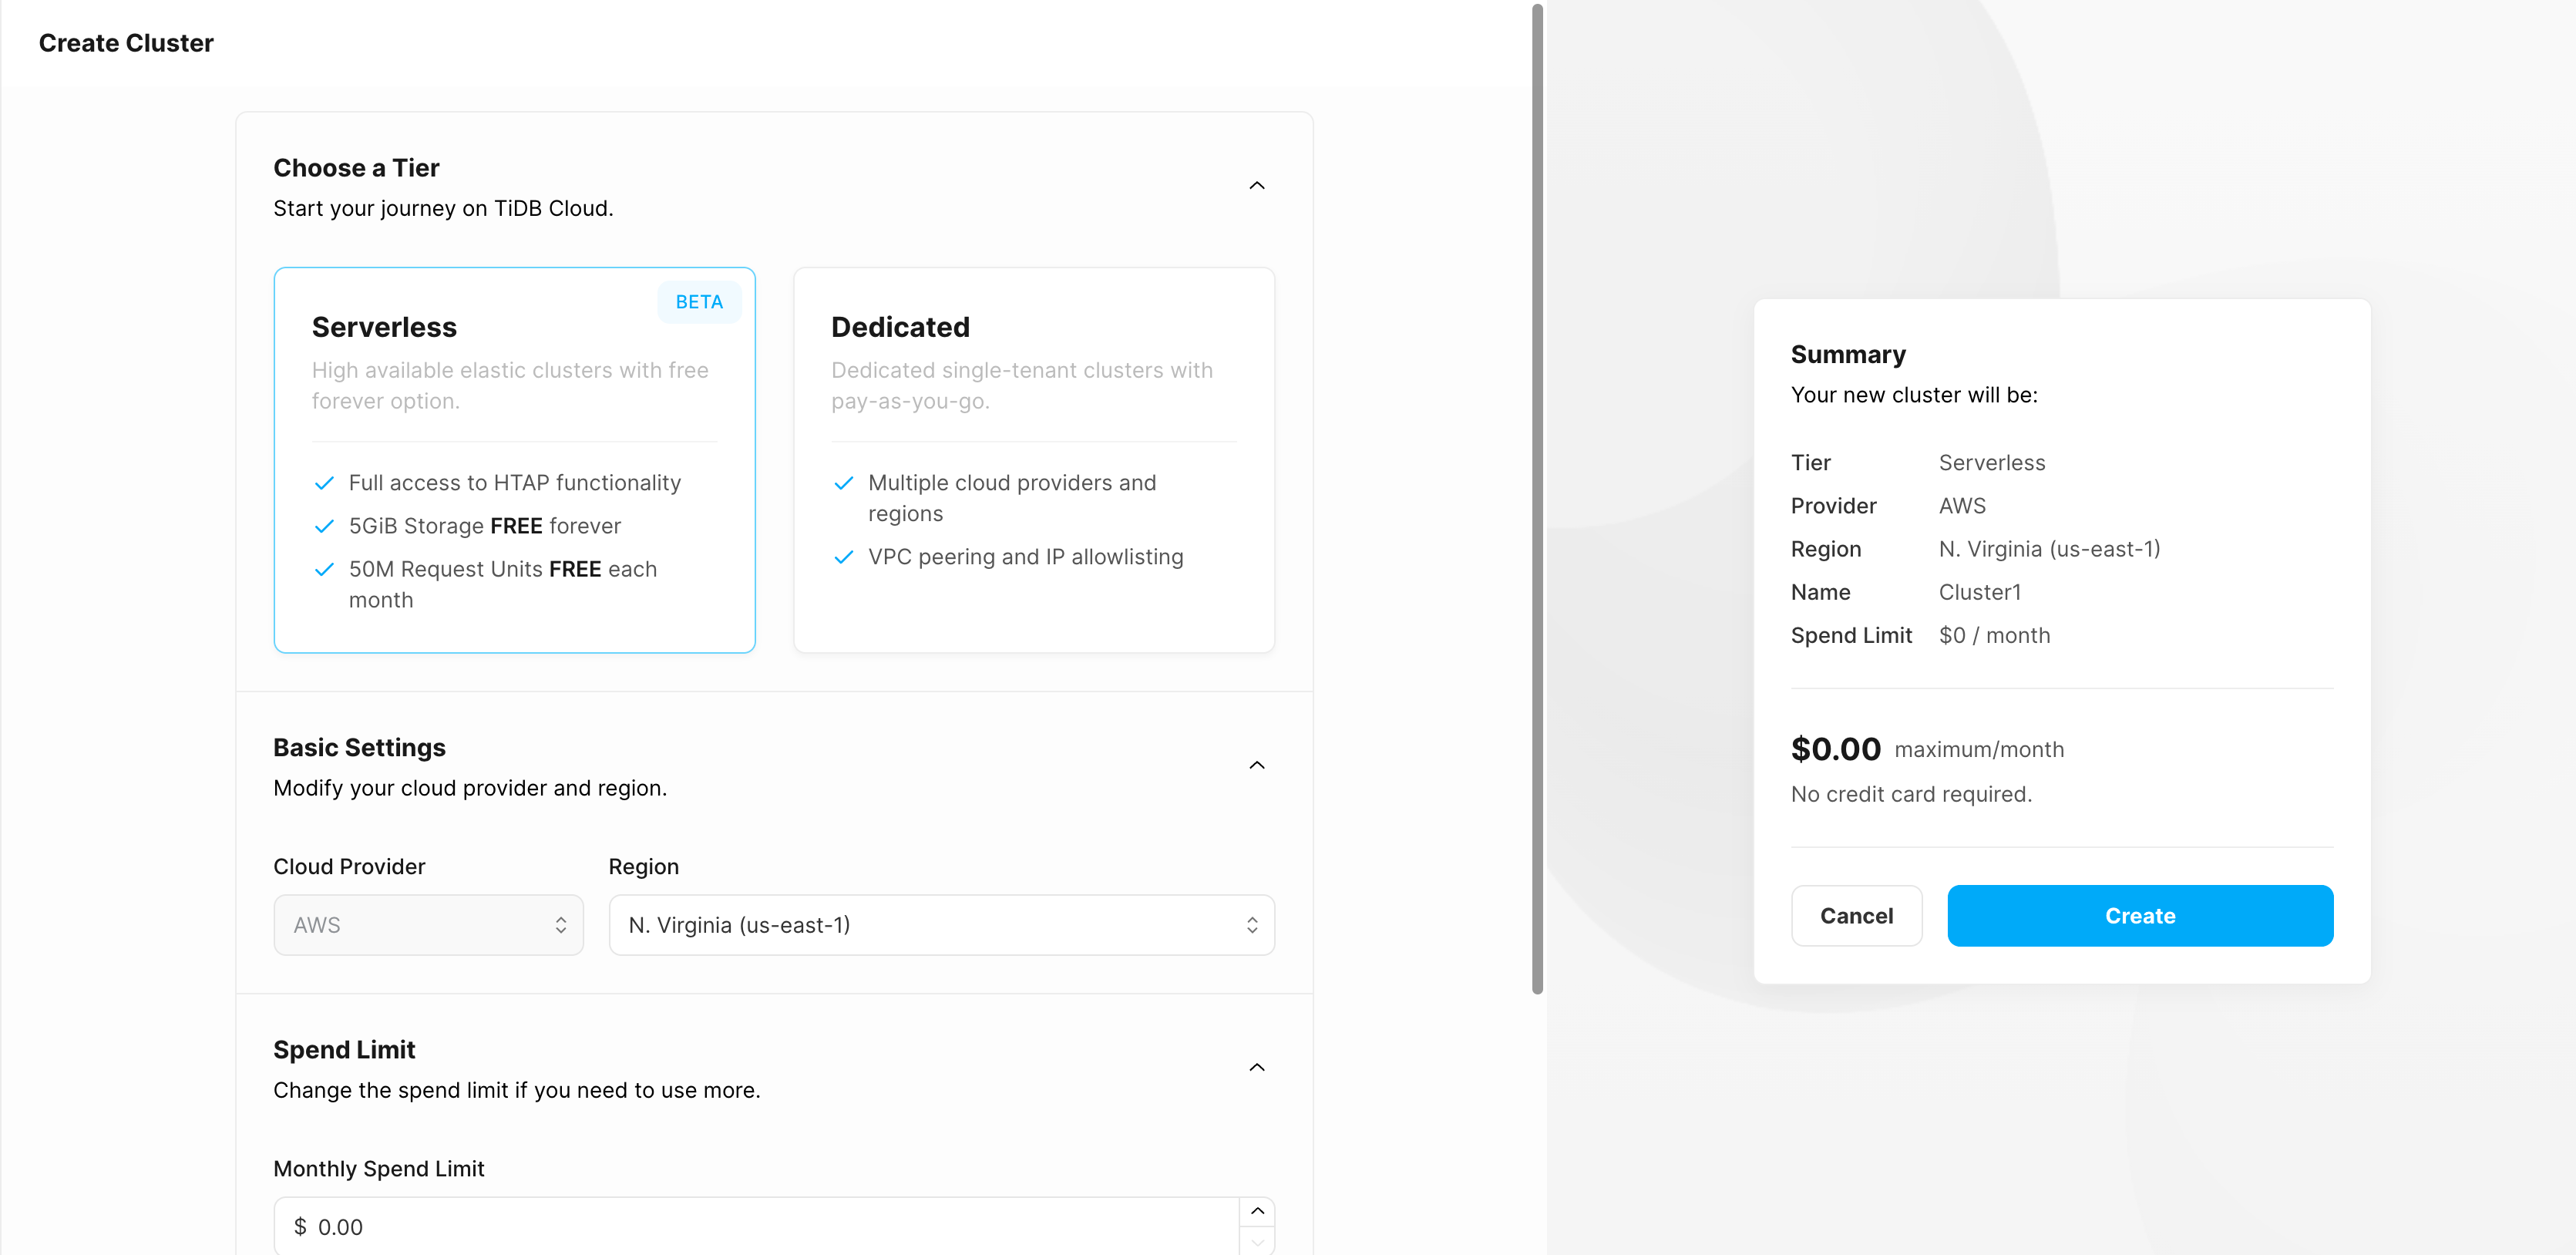 Create Cluster
Choose a Tier
Start your journey on TiDB Cloud.
BETA
Serverless
High available elastic clusters with free
forever option.
Full access to HTAP functionality
5GiB Storage FREE forever
50M Request Units FREE each
month
Dedicated
Dedicated single-tenant clusters with
pay-as-you-go.
Multiple cloud providers and
regions
VPC peering and IP allowlisting
Basic Settings
Modify your cloud provider and region.
Cloud Provider
AWS
Region
N. Virginia (us-east-1)
Spend Limit
Change the spend limit if you need to use more.
Monthly Spend Limit
$ 0.00
Summary
Your new cluster will be:
Tier Serverless
Provider AWS
Region N. Virginia (us-east-1)
Name Cluster1
Spend Limit $0 / month
$0.00 maximum/month
No credit card required.
Cancel
Create